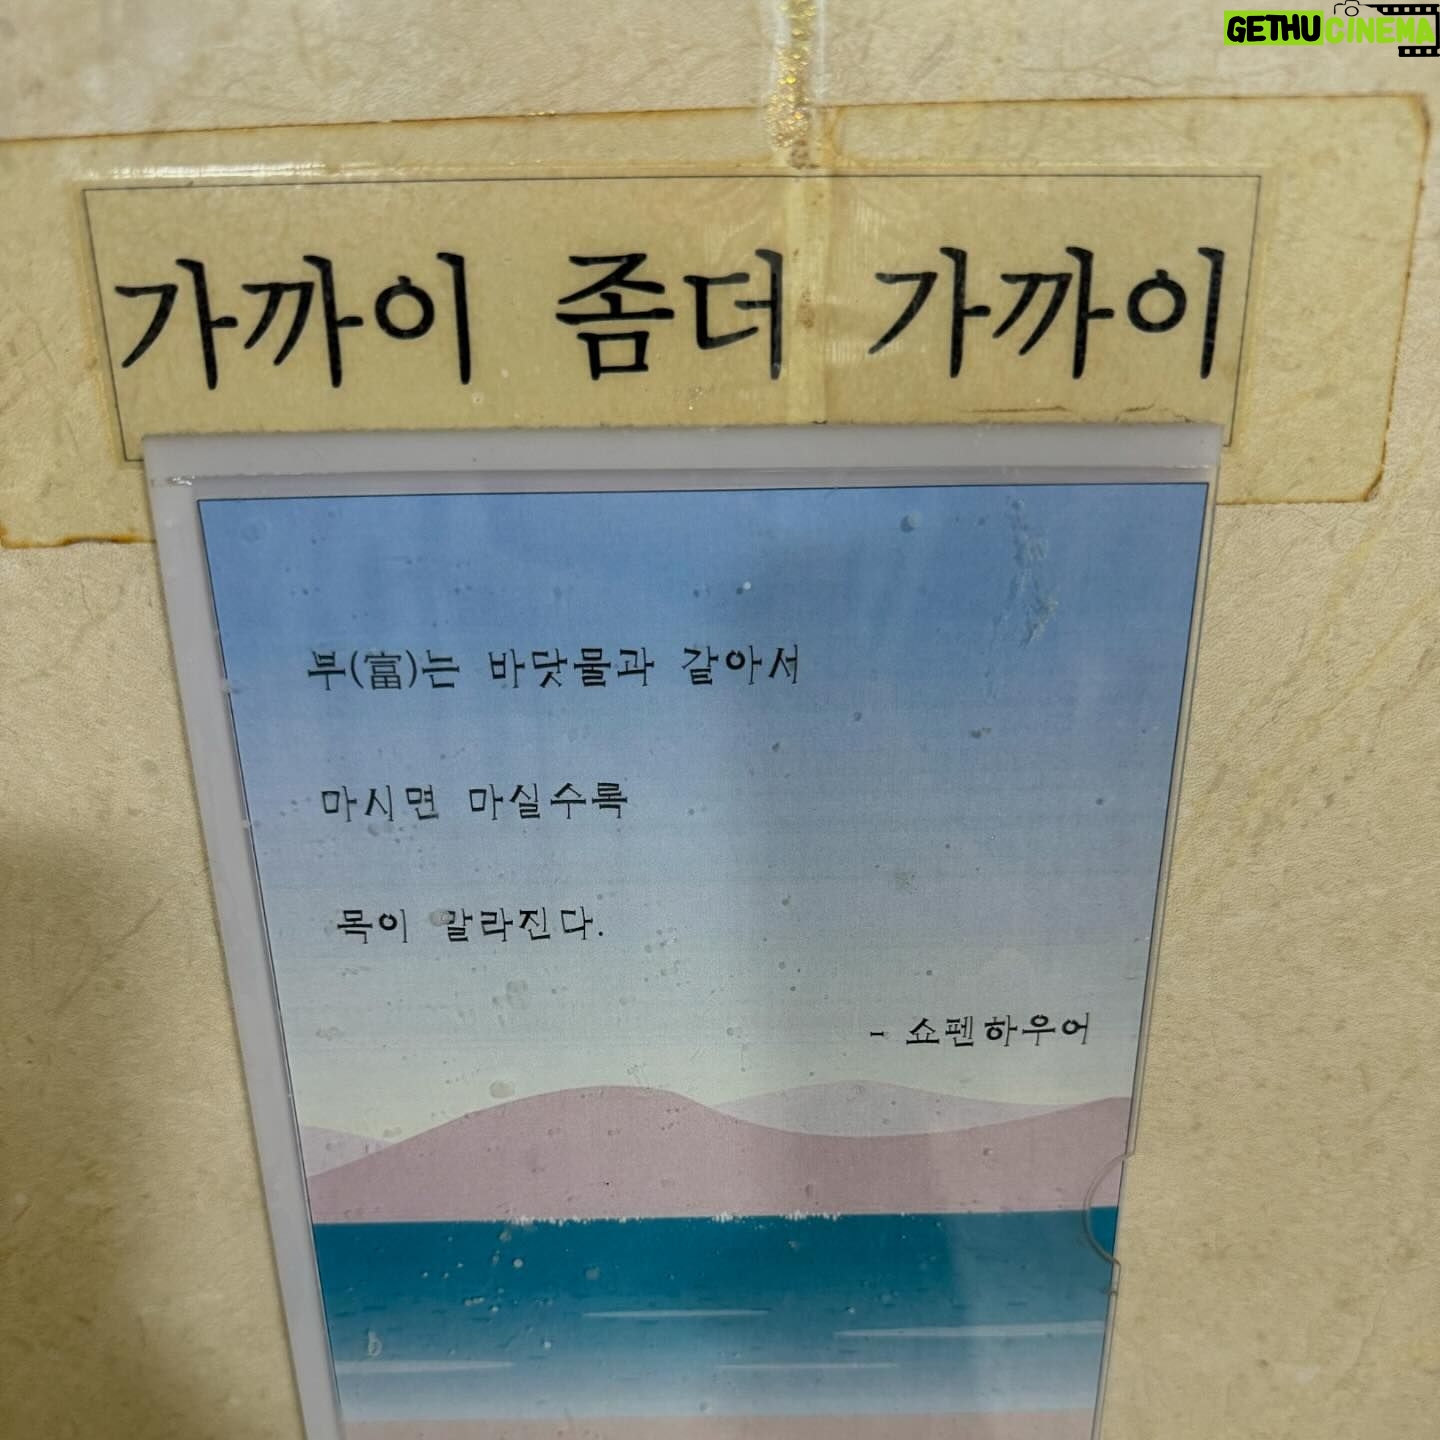 GETHU CINEMA
가까이 좀더 가까이
부(富)는 바닷물과 같아서
마시면 마실수록
목이 말라진다.
- 쇼펜하우어